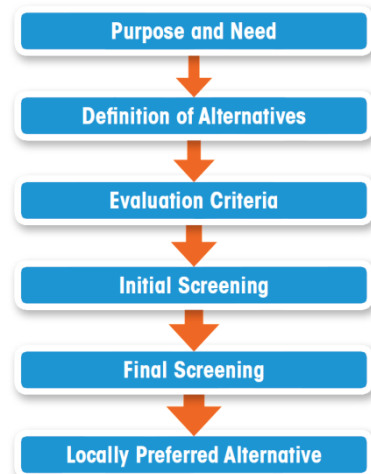 Purpose and Need
Definition of Alternatives
Evaluation Criteria
Initial Screening
Final Screening
Locally Preferred Alternative